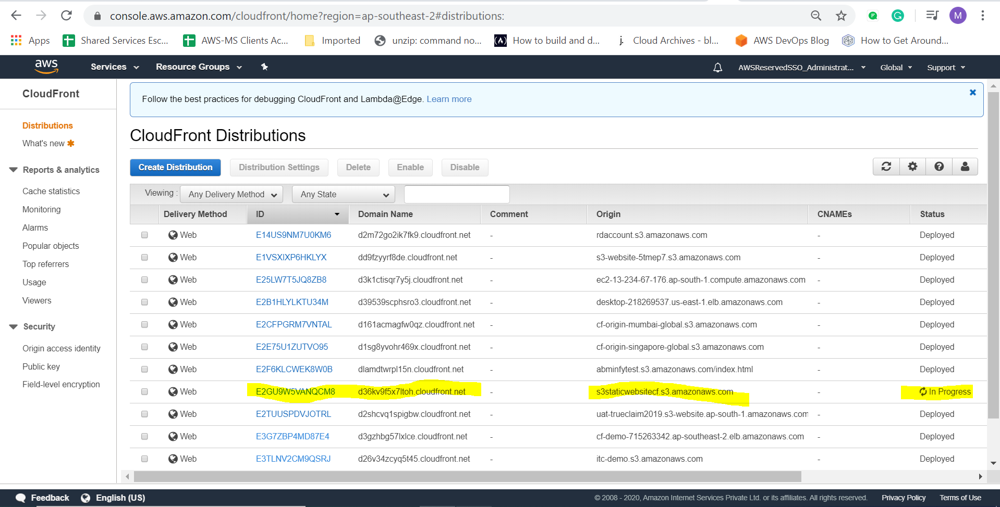 console.aws.amazon.com/cloudfront/home?region=ap-southeast-2#distributions:
M
Apps Shared Services Esc... AWS-MS Clients Ac... Imported unzip: command no... How to build and d... j. Cloud Archives - bl... AWS DevOps Blog How to Get Around...
aws Services Resource Groups AWSReservedSSO_Administrat... Global Support
CloudFront
Distributions
What's new
Reports & analytics
Cache statistics
Monitoring
Alarms
Popular objects
Top referrers
Usage
Viewers
Security
Origin access identity
Public key
Field-level encryption
Follow the best practices for debugging CloudFront and Lambda@Edge. Learn more
CloudFront Distributions
Create Distribution Distribution Settings Delete Enable Disable
Viewing : Any Delivery Method Any State
Delivery Method ID Domain Name Comment Origin CNAMEs Status
Web E14US9NM7U0KM6 d2m72go2ik7fk9.cloudfront.net - rdaccount.s3.amazonaws.com - Deployed
Web E1VSXIXP6HKLYX dd9fzyyrf8de.cloudfront.net - s3-website-5tmep7.s3.amazonaws.com - Deployed
Web E25LW7T5JQ8ZB8 d3k1ctisqr7y5j.cloudfront.net - ec2-13-234-67-176.ap-south-1.compute.amazonaws.com - Deployed
Web E2B1HLYLKTU34M d39539scphsro3.cloudfront.net - desktop-218269537.us-east-1.elb.amazonaws.com - Deployed
Web E2CFPGRM7VNTAL d161acmagfw0qz.cloudfront.net - cf-origin-mumbai-global.s3.amazonaws.com - Deployed
Web E2E75U1ZUTVO95 d1sg8yvohr469x.cloudfront.net - cf-origin-singapore-global.s3.amazonaws.com - Deployed
Web E2F6KLCWEK8W0B dlamdtwrpl15n.cloudfront.net - abminfytest.s3.amazonaws.com/index.html - Deployed
Web E2GU9W5VANQCM8 d36kv9f5x7ltoh.cloudfront.net - s3staticwebsitecf.s3.amazonaws.com - In Progress
Web E2TUUSPDVJOTRL d2shcvq1spigbw.cloudfront.net - uat-trueclaim2019.s3-website.ap-south-1.amazonaws.com - Deployed
Web E3G7ZBP4MD87E4 d3gzhbg57lxlce.cloudfront.net - cf-demo-715263342.ap-southeast-2.elb.amazonaws.com - Deployed
Web E3TLNV2CM9QSRJ d26v34zcyq5t45.cloudfront.net - itc-demo.s3.amazonaws.com - Deployed
Feedback English (US) © 2008 - 2020, Amazon Internet Services Private Ltd. or its affiliates. All rights reserved. Privacy Policy Terms of Use